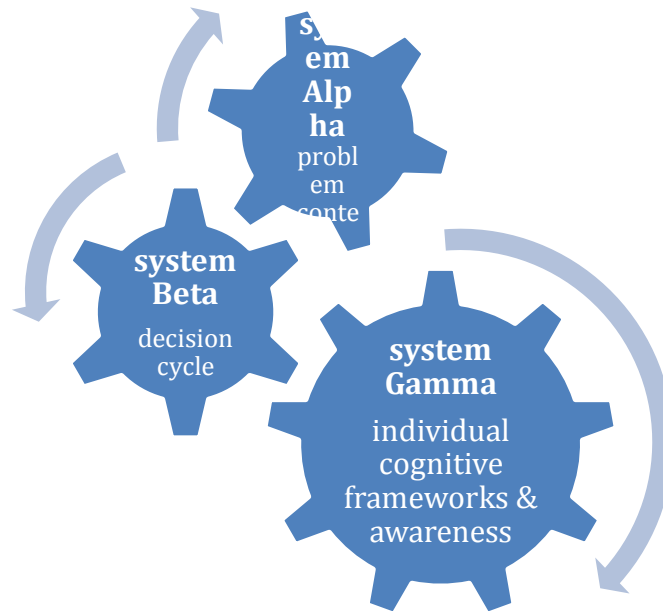 sy
em
Alp
ha
probl
em
conte
system
Beta
decision
cycle
system
Gamma
individual
cognitive
frameworks &
awareness